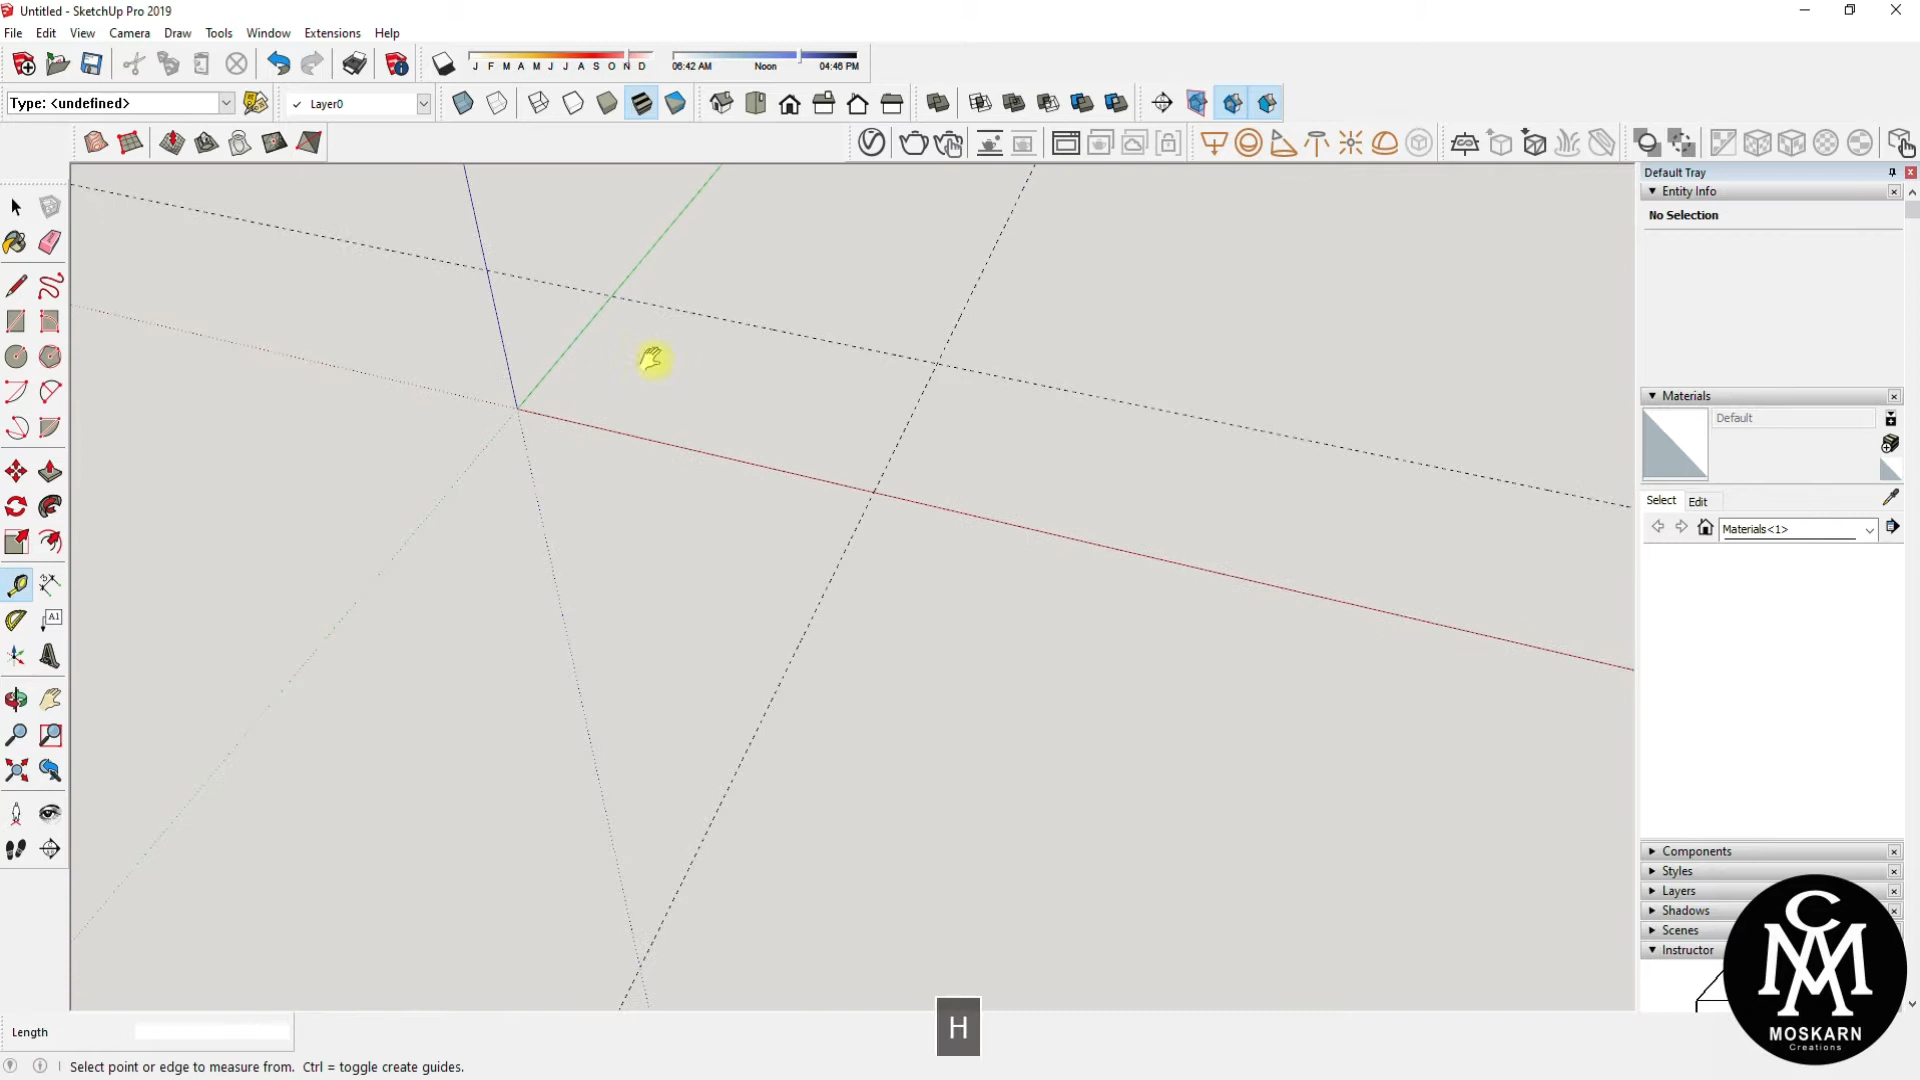 Untitled - SketchUp Pro 2019
File Edit View Camera Draw Tools Window Extensions Help
J F M A M J J A S O N D 06:42 AM Noon 04:46 PM
Type: <undefined> Layer0
Default Tray
Entity Info
No Selection
Materials
Default
Select Edit
Materials<1>
A1
Components
Styles
Layers
Shadows
Scenes
Instructor
CM
MOSKARN
Creations
H
Length
Select point or edge to measure from. Ctrl = toggle create guides.